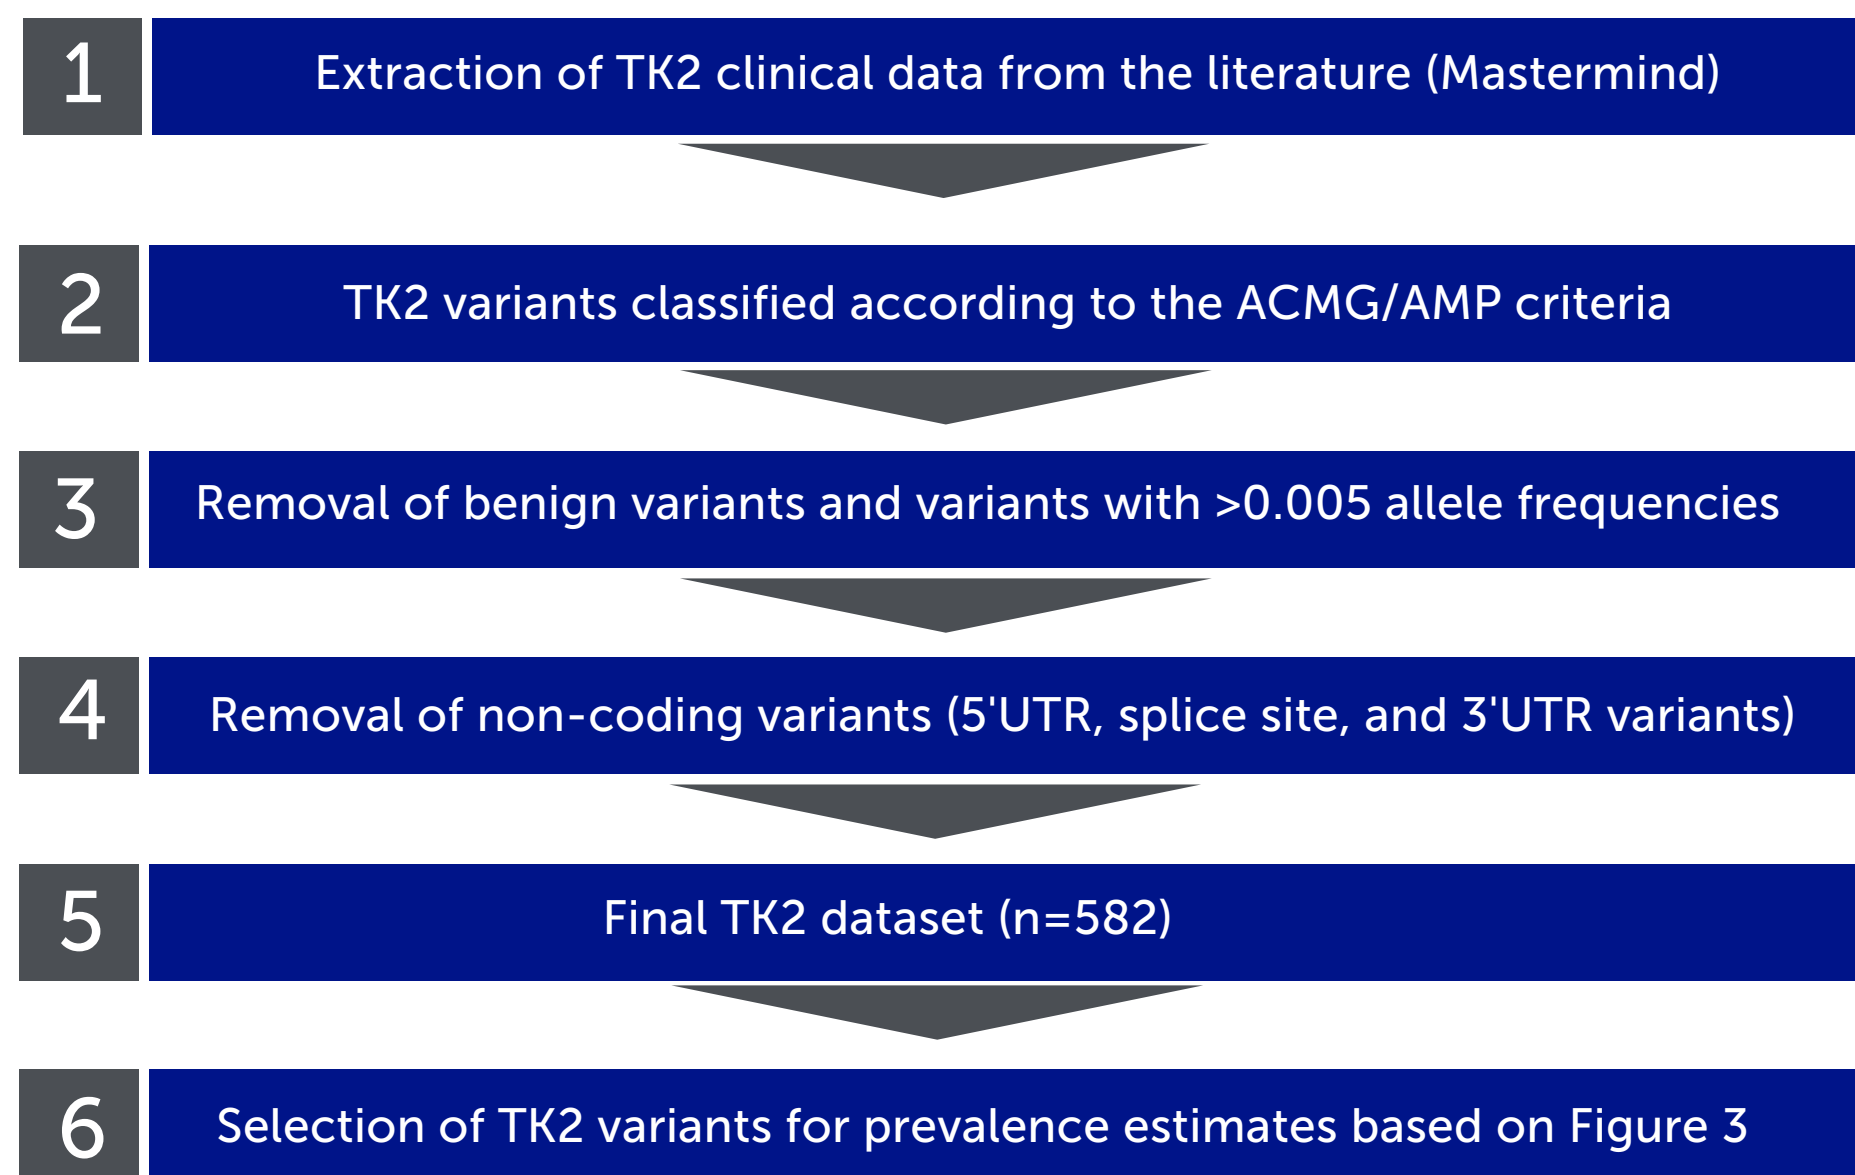 1
Extraction of TK2 clinical data from the literature (Mastermind)
2
TK2 variants classified according to the ACMG/AMP criteria
3
Removal of benign variants and variants with >0.005 allele frequencies
4
Removal of non-coding variants (5'UTR, splice site, and 3'UTR variants)
5
Final TK2 dataset (n=582)
6
Selection of TK2 variants for prevalence estimates based on Figure 3